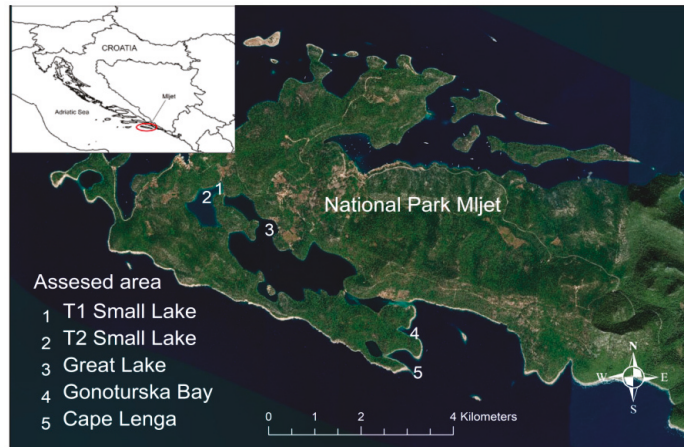 CROATIA
Mljet
Adriatic Sea
1
2
National Park Mljet
3
Assesed area
1 T1 Small Lake
2 T2 Small Lake
3 Great Lake
4 Gonoturska Bay
5 Cape Lenga
4
5
N
W E
S
0 1 2 4 Kilometers